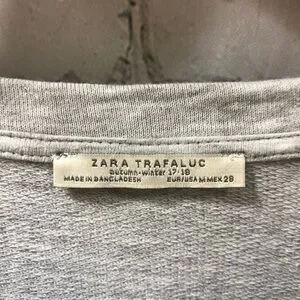 ZARA TRAFALUC
autumn-winter 17-18
MADE IN BANGLADESH EUR/USA M MEX 28